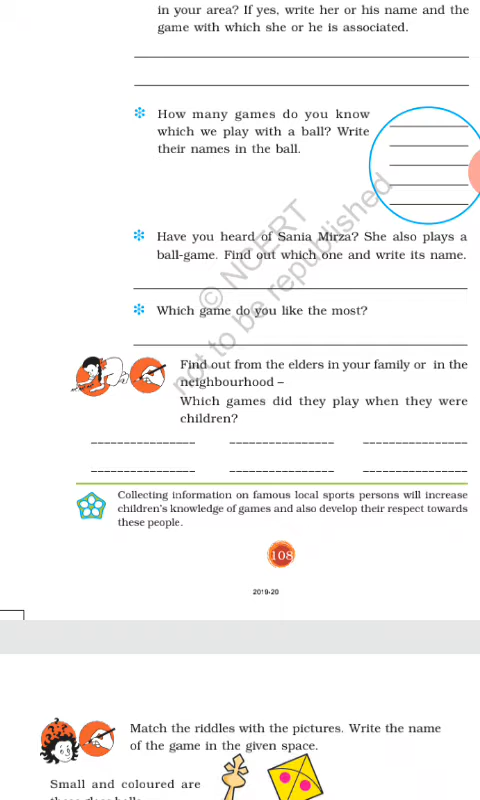 in your area? If yes, write her or his name and the
game with which she or he is associated.
How many games do you know
which we play with a ball? Write
their names in the ball.
Have you heard of Sania Mirza? She also plays a
ball-game. Find out which one and write its name.
Which game do you like the most?
Find out from the elders in your family or in the
neighbourhood –
Which games did they play when they were
children?
Collecting information on famous local sports persons will increase
children's knowledge of games and also develop their respect towards
these people.
108
2019-20
© NCERT
not to be republished
Match the riddles with the pictures. Write the name
of the game in the given space.
Small and coloured are
these glass balls